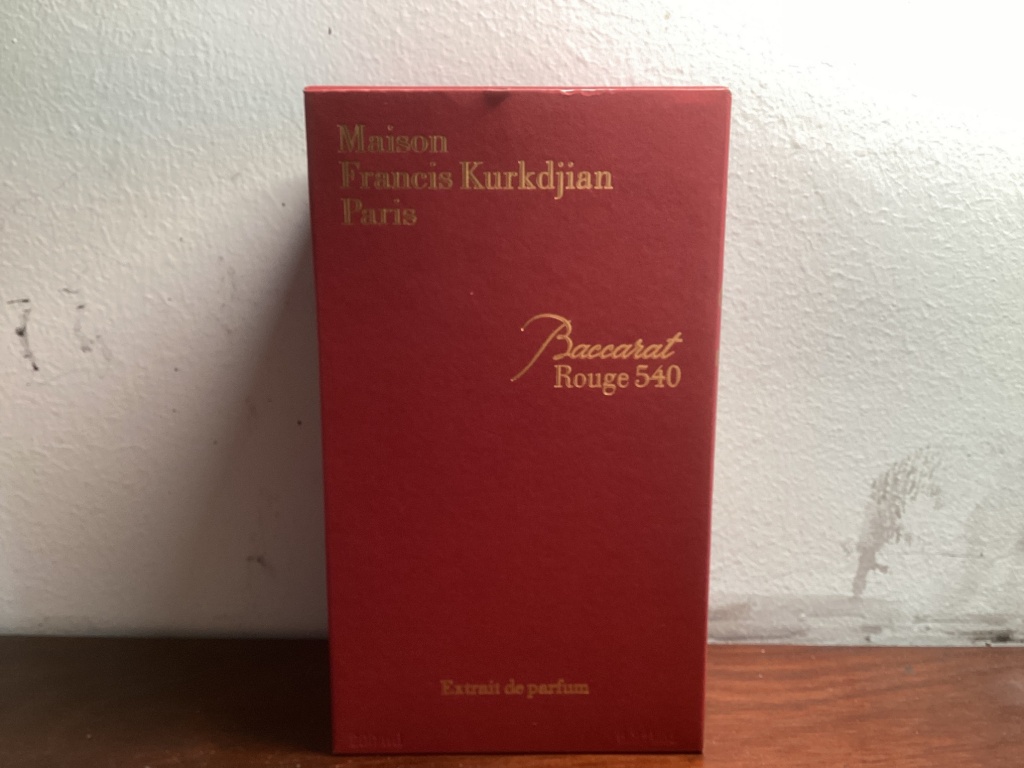 Maison
Francis Kurkdjian
Paris
Baccarat
Rouge 540
Extrait de parfum